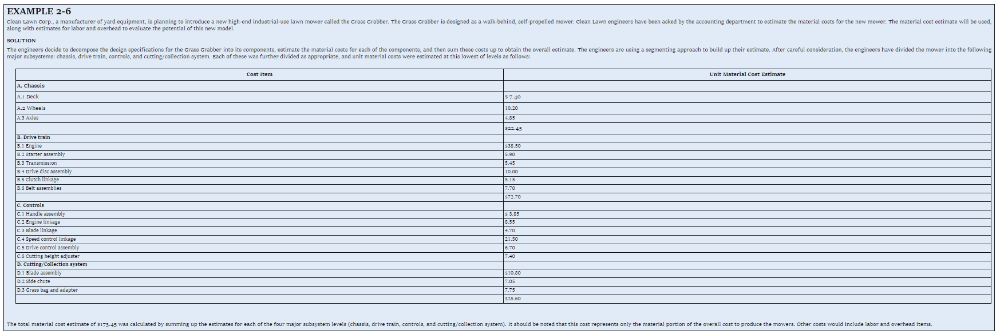 EXAMPLE 2-6
Clean Lawn Corp., a manufacturer of yard equipment, is planning to introduce a new high-end industrial-use lawn mower called the Grass Grabber. The Grass Grabber is designed as a walk-behind, self-propelled mower. Clean Lawn engineers have been asked by the accounting department to estimate the material costs for the new mower. The material cost estimate will be used,
along with estimates for labor and overhead to evaluate the potential of this new model.
SOLUTION
The engineers decide to decompose the design specifications for the Grass Grabber into its components, estimate the material costs for each of the components, and then sum these costs up to obtain the overall estimate. The engineers are using a segmenting approach to build up their estimate. After careful consideration, the engineers have divided the mower into the following
major subsystems: chassis, drive train, controls, and cutting/collection system. Each of these was further divided as appropriate, and unit material costs were estimated at this lowest of levels as follows:
Cost Item Unit Material Cost Estimate
A. Chassis
A.1 Deck $ 7.40
A.2 Wheels 10.20
A.3 Axles 4.85
$22.45
B. Drive train
B.1 Engine $38.50
B.2 Starter assembly 5.90
B.3 Transmission 5.45
B.4 Drive disc assembly 10.00
B.5 Clutch linkage 5.15
B.6 Belt assemblies 7.70
$72.70
C. Controls
C.1 Handle assembly $ 3.85
C.2 Engine linkage 8.55
C.3 Blade linkage 4.70
C.4 Speed control linkage 21.50
C.5 Drive control assembly 6.70
C.6 Cutting height adjuster 7.40
D. Cutting/Collection system
D.1 Blade assembly $10.80
D.2 Side chute 7.05
D.3 Grass bag and adapter 7.75
$25.60
The total material cost estimate of $173.45 was calculated by summing up the estimates for each of the four major subsystem levels (chassis, drive train, controls, and cutting/collection system). It should be noted that this cost represents only the material portion of the overall cost to produce the mowers. Other costs would include labor and overhead items.